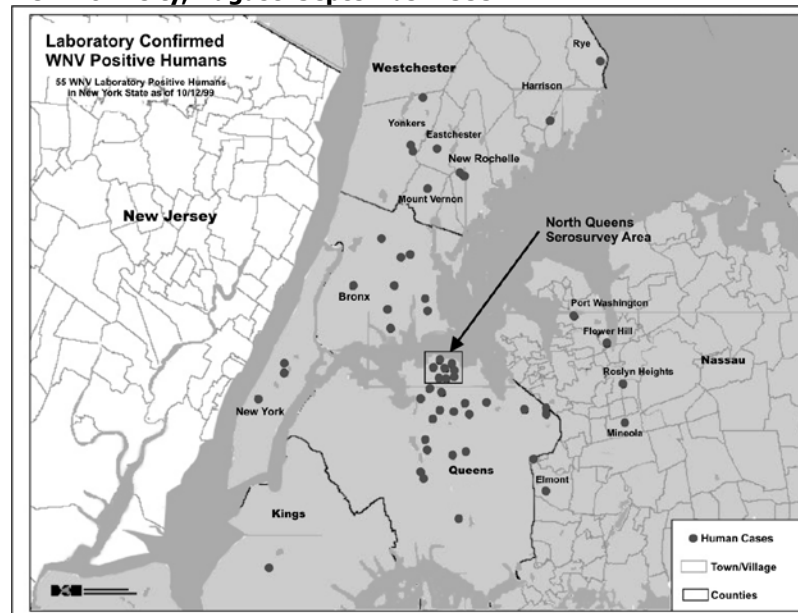 Laboratory Confirmed
WNV Positive Humans
55 WNV Laboratory Positive Humans
in New York State as of 10/12/99
Westchester
Rye
Harrison
Yonkers
Eastchester
New Rochelle
Mount Vernon
New Jersey
North Queens
Serosurvey Area
Bronx
Port Washington
Flower Hill
Nassau
Roslyn Heights
New York
Mineola
Queens
Elmont
Kings
Human Cases
Town/Village
Counties